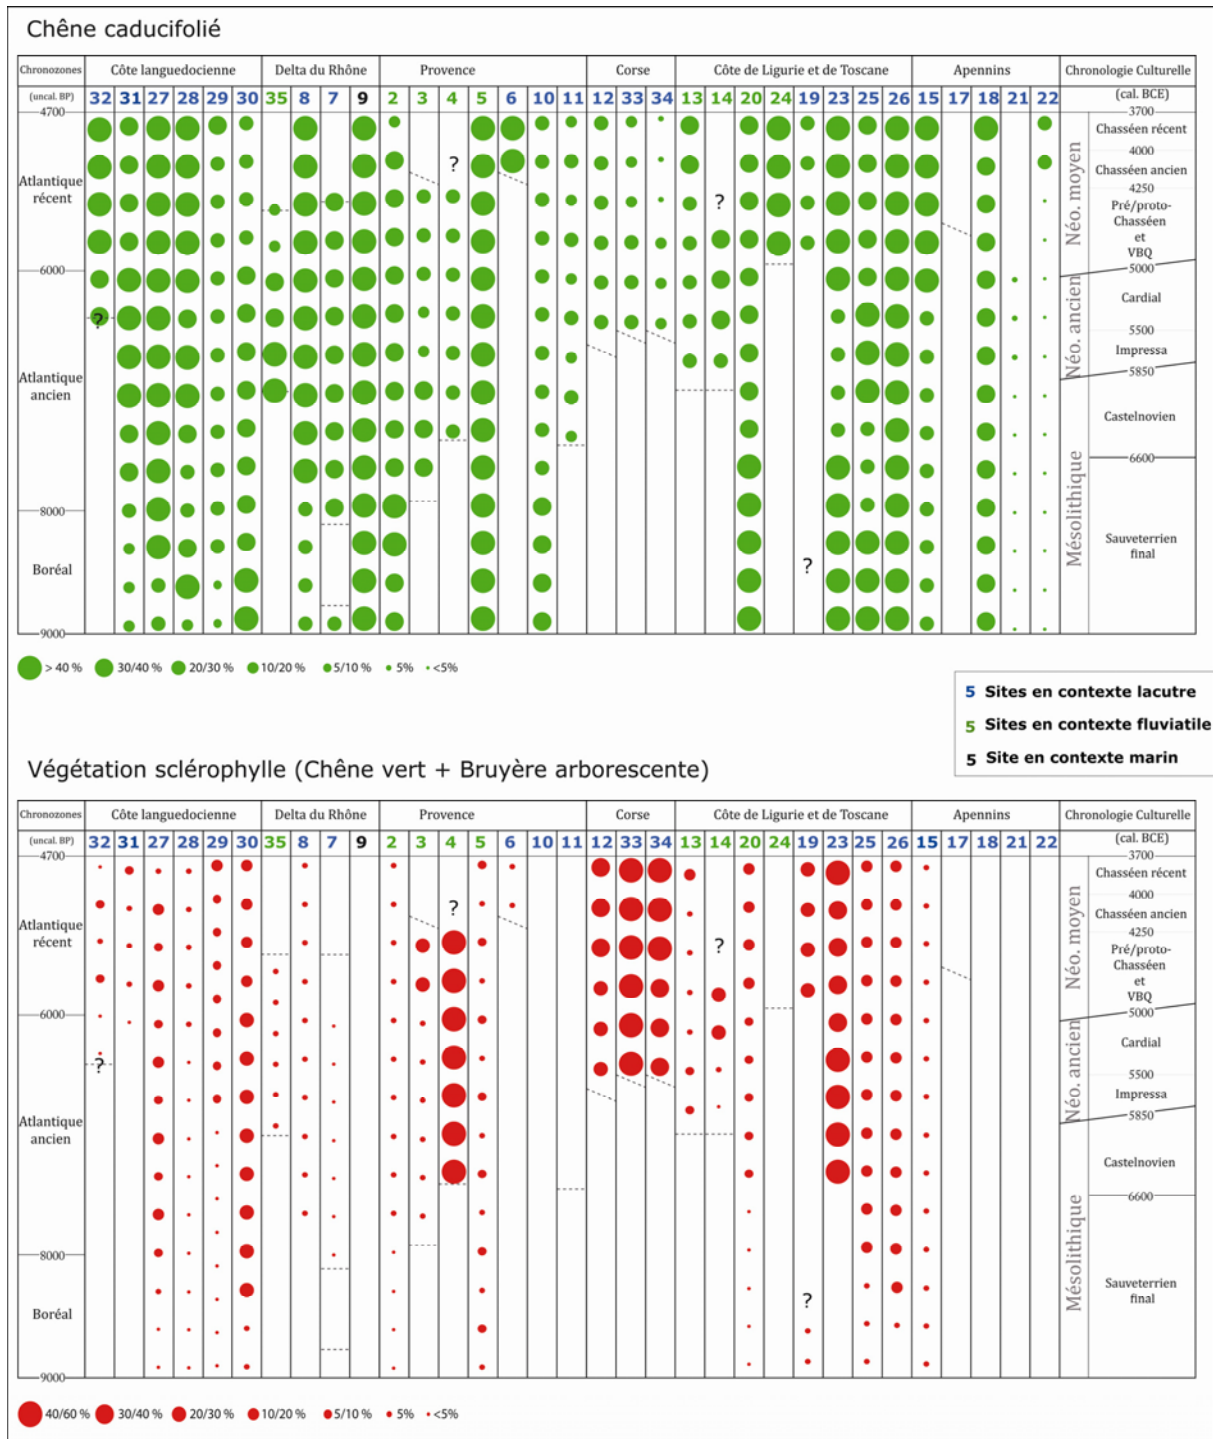 Chêne caducifolié
Chronozones Côte languedocienne Delta du Rhône Provence Corse Côte de Ligurie et de Toscane Apennins Chronologie Culturelle
(uncal. BP) 32 31 27 28 29 30 35 8 7 9 2 3 4 5 6 10 11 12 33 34 13 14 20 24 19 23 25 26 15 17 18 21 22 (cal. BCE)
4700 3700
Chasséen récent
4000
? Chasséen ancien
Atlantique
récent
4250
? Pré/proto-
Chasséen
et
VBQ
Néo. moyen
6000 5000
Cardial
?
5500
Néo. ancien
Impressa
5850
Atlantique
ancien
Castelnovien
6600
8000
Mésolithique
Sauveterrien
final
Boréal ?
9000
> 40 % 30/40 % 20/30 % 10/20 % 5/10 % 5% <5%
5 Sites en contexte lacutre
5 Sites en contexte fluviatile
5 Site en contexte marin
Végétation sclérophylle (Chêne vert + Bruyère arborescente)
Chronozones Côte languedocienne Delta du Rhône Provence Corse Côte de Ligurie et de Toscane Apennins Chronologie Culturelle
(uncal. BP) 32 31 27 28 29 30 35 8 7 9 2 3 4 5 6 10 11 12 33 34 13 14 20 24 19 23 25 26 15 17 18 21 22 (cal. BCE)
4700 3700
Chasséen récent
4000
? Chasséen ancien
Atlantique
récent
4250
? Pré/proto-
Chasséen
et
VBQ
Néo. moyen
6000 5000
Cardial
?
5500
Néo. ancien
Impressa
5850
Atlantique
ancien
Castelnovien
6600
8000
Mésolithique
Sauveterrien
final
Boréal ?
9000
40/60 % 30/40 % 20/30 % 10/20 % 5/10 % 5% <5%